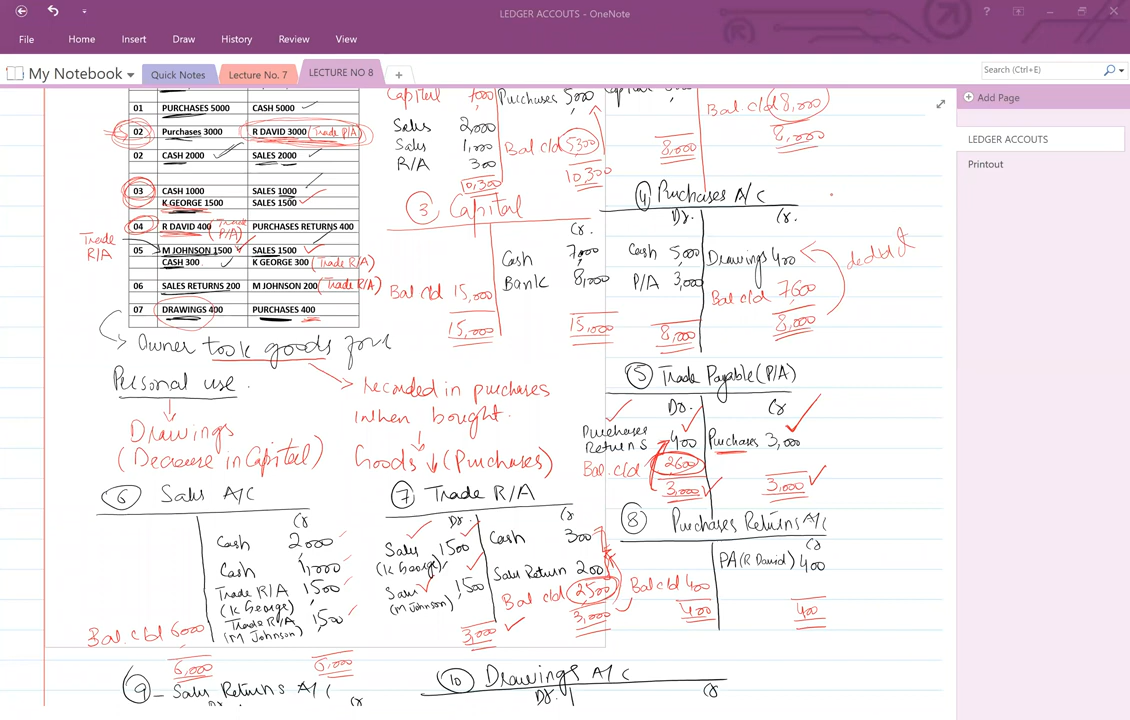 LEDGER ACCOUTS - OneNote
File Home Insert Draw History Review View
My Notebook Quick Notes Lecture No. 7 LECTURE NO 8 +
Search (Ctrl+E)
Add Page
LEDGER ACCOUTS
Printout
01 PURCHASES 5000 CASH 5000
02 Purchases 3000 R DAVID 3000 (Trade P/A)
02 CASH 2000 SALES 2000
03 CASH 1000 SALES 1000
K GEORGE 1500 SALES 1500
04 R DAVID 400 (Trade P/A) PURCHASES RETURNS 400
Trade R/A
05 M JOHNSON 1500 SALES 1500
CASH 300 K GEORGE 300 (Trade R/A)
06 SALES RETURNS 200 M JOHNSON 200 (Trade R/A)
07 DRAWINGS 400 PURCHASES 400
Capital Purchases 5000
Sales 2,000
Sales 1,000 Bal c/d 5300
R/A 300
10,300 10,300
8,000
Bal c/d 8,000
8,000
③ Capital
Cr.
Cash 7,000
Bank 8,000
Bal c/d 15,000
15,000 15,000
④ Purchases A/C
Dr. Cr.
Cash 5,000 Drawings 400
P/A 3,000 Bal c/d 7,600
8,000 8,000
Owner took goods for
Personal use.
Drawings
(Decrease in Capital)
recorded in purchases
when bought.
Goods ↓ (Purchases)
⑤ Trade Payable (P/A)
Dr. Cr
Purchases Returns 400 Purchases 3,000
Bal. c/d 2600
3,000 3,000
⑥ Sales A/C
Cr
Cash 2000
Cash 1,000
Trade R/A 1500
(K George)
Trade R/A 1500
(M Johnson)
Bal. c/d 6000
6,000 6,000
⑦ Trade R/A
Dr. Cr
Sales 1500 Cash 300
(K George) Sales Return 200
Sales 1500 Bal c/d 2500
(M Johnson)
3,000 3,000
⑧ Purchases Returns A/C
Cr
PA (R David) 400
Bal c/d 400
400 400
⑨ Sales Returns A/C
Cr
⑩ Drawings A/C
Dr. Cr